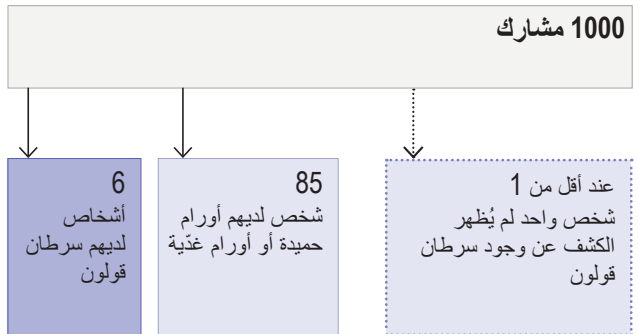 1000 مشارك
عند أقل من 1
شخص واحد لم يُظهر
الكشف عن وجود سرطان
قولون
85
شخص لديهم أورام
حميدة أو أورام غدّية
6
أشخاص
لديهم سرطان
قولون